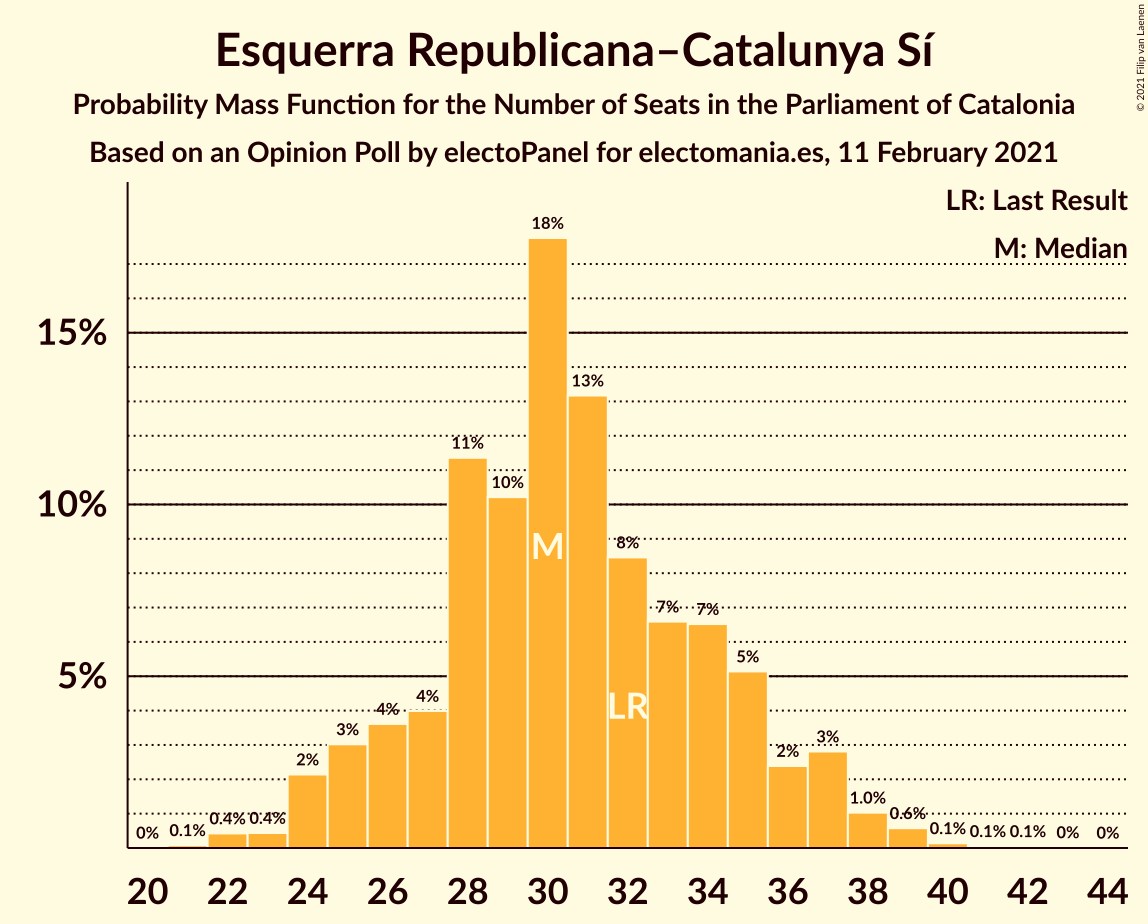 Esquerra Republicana–Catalunya Sí
Probability Mass Function for the Number of Seats in the Parliament of Catalonia
Based on an Opinion Poll by electoPanel for electomania.es, 11 February 2021
© 2021 Filip van Laenen
LR: Last Result
M: Median
15%
10%
5%
0% 0.1% 0.4% 0.4% 2% 3% 4% 4% 11% 10% 18% 13% 8% 7% 7% 5% 2% 3% 1.0% 0.6% 0.1% 0.1% 0.1% 0% 0%
M
LR
20 22 24 26 28 30 32 34 36 38 40 42 44